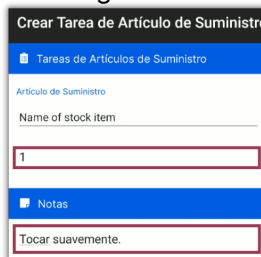 Crear Tarea de Artículo de Suministr
Tareas de Artículos de Suministro
Artículo de Suministro
Name of stock item
1
Notas
Tocar suavemente.